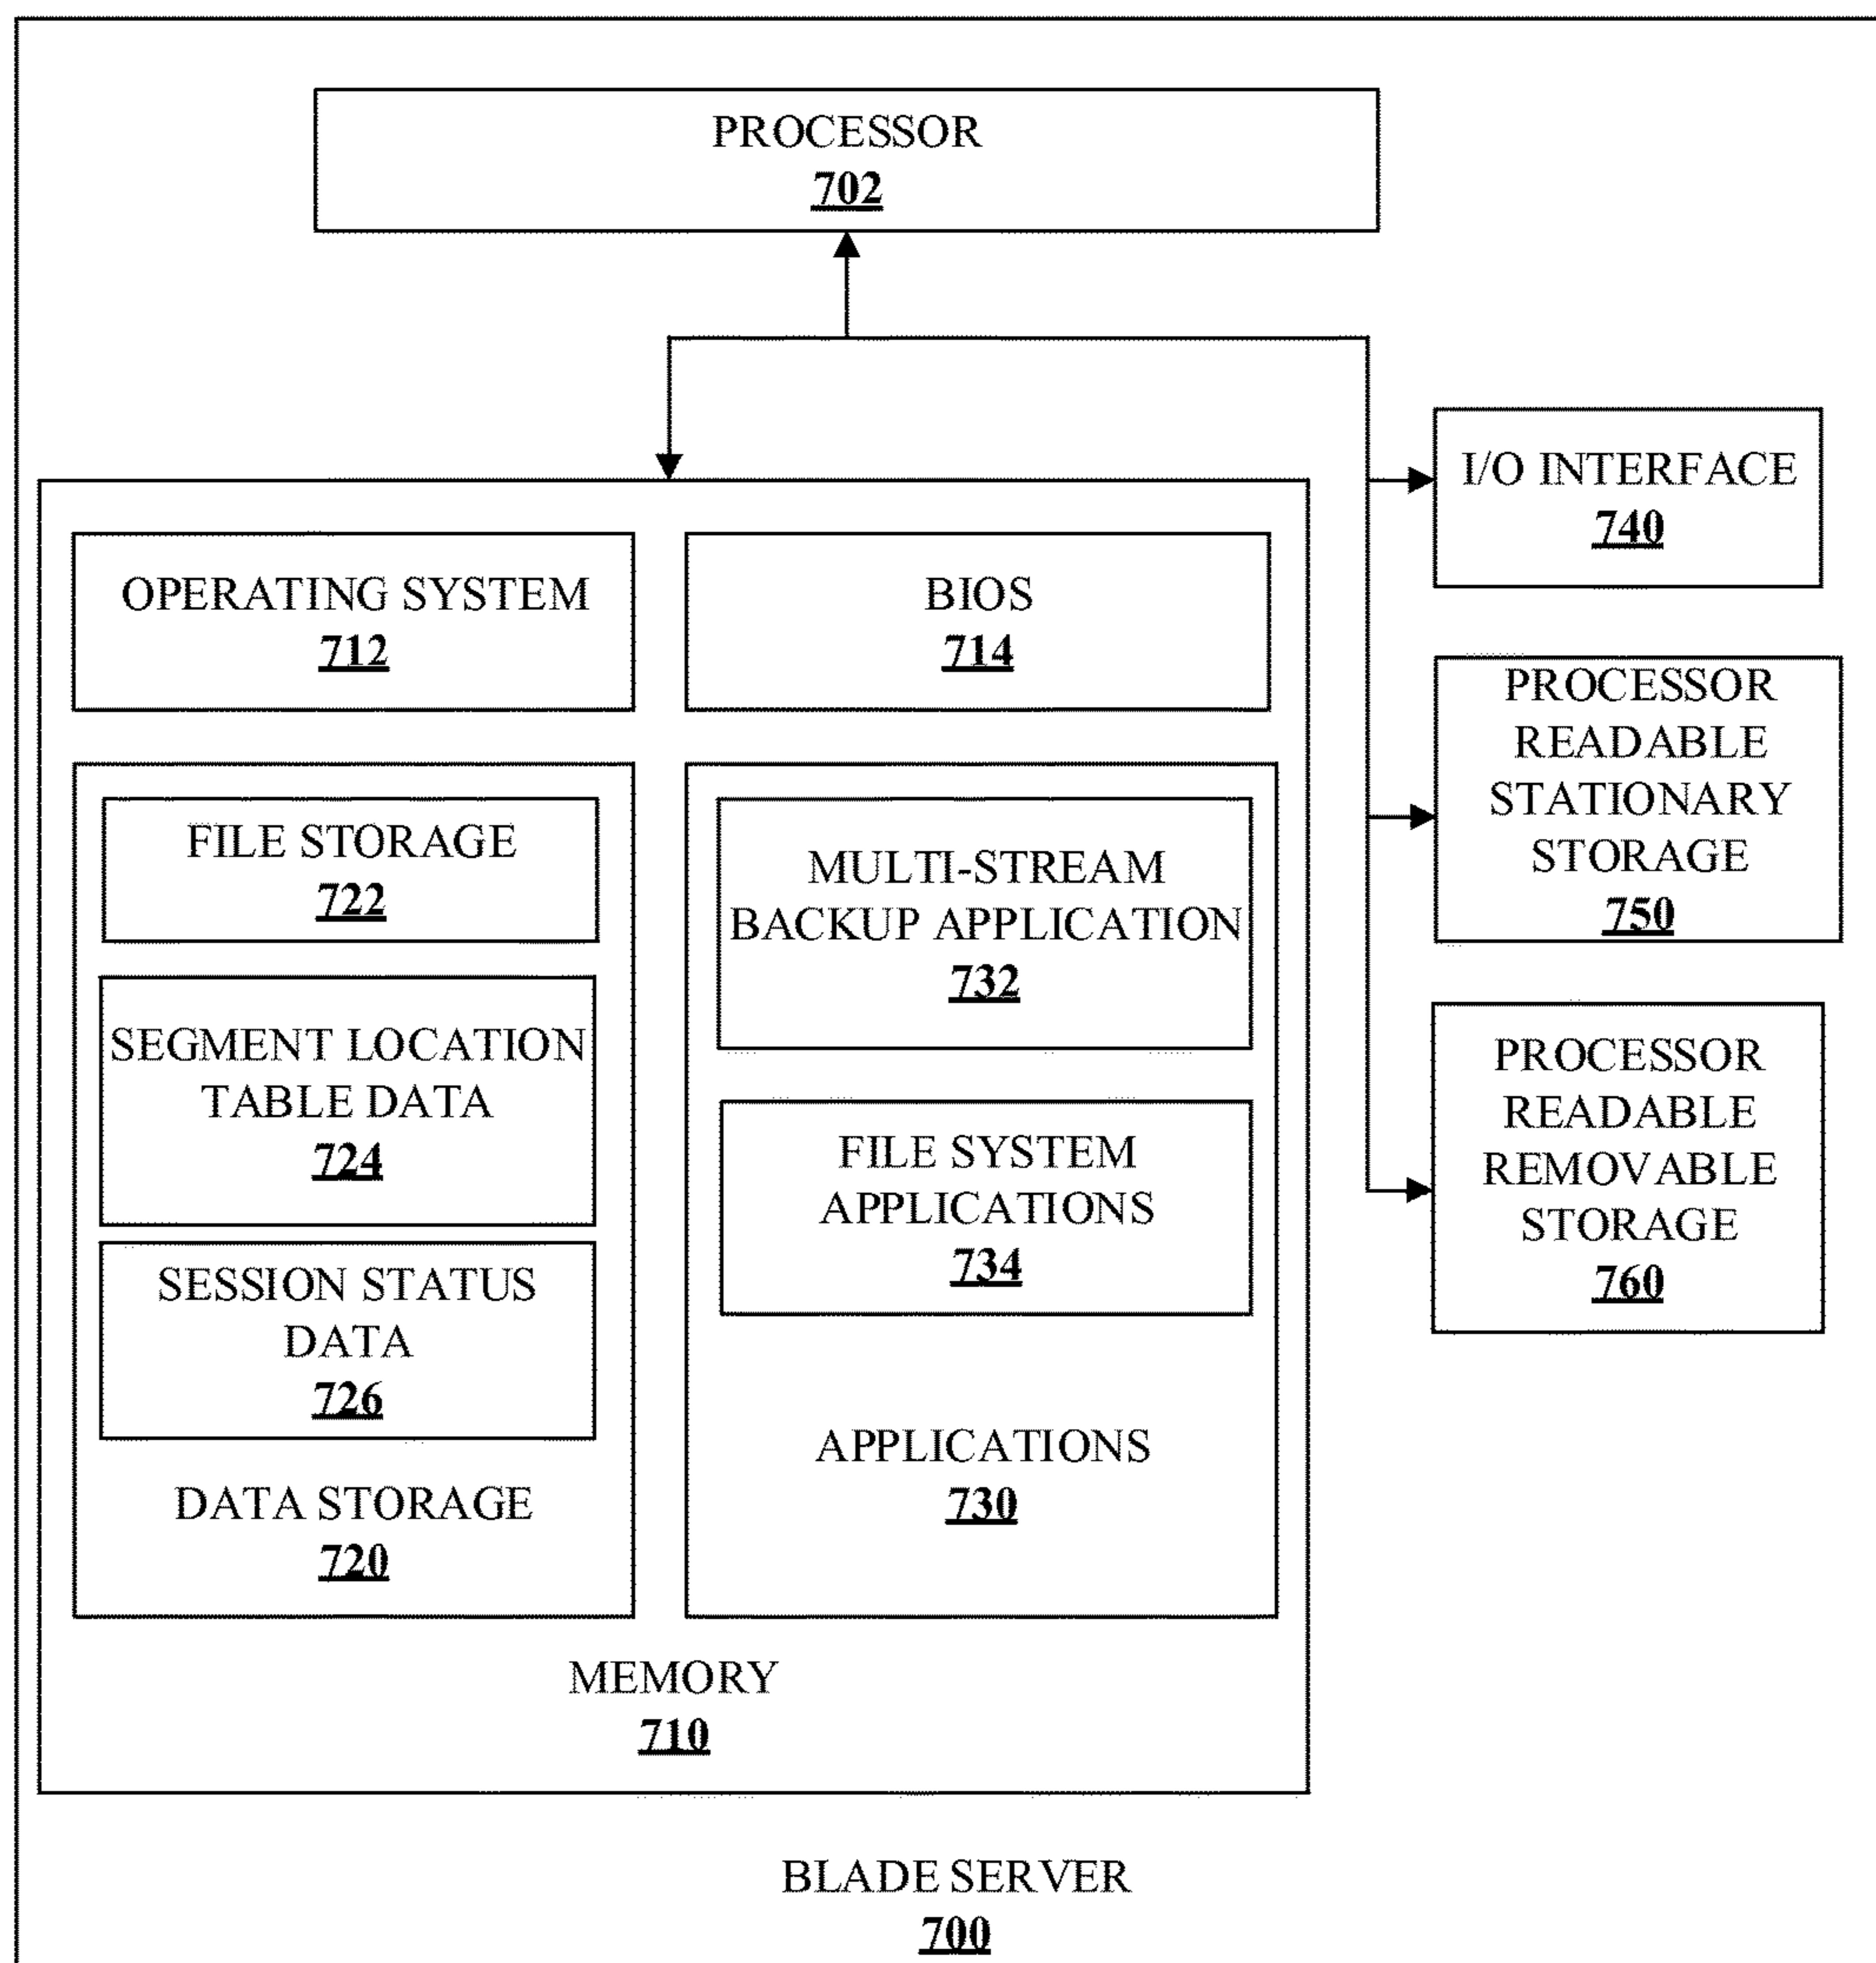 PROCESSOR
702
I/O INTERFACE
740
OPERATING SYSTEM
712
BIOS
714
PROCESSOR
READABLE
STATIONARY
STORAGE
750
FILE STORAGE
722
MULTI-STREAM
BACKUP APPLICATION
732
SEGMENT LOCATION
TABLE DATA
724
PROCESSOR
READABLE
REMOVABLE
STORAGE
760
FILE SYSTEM
APPLICATIONS
734
SESSION STATUS
DATA
726
APPLICATIONS
730
DATA STORAGE
720
MEMORY
710
BLADE SERVER
700